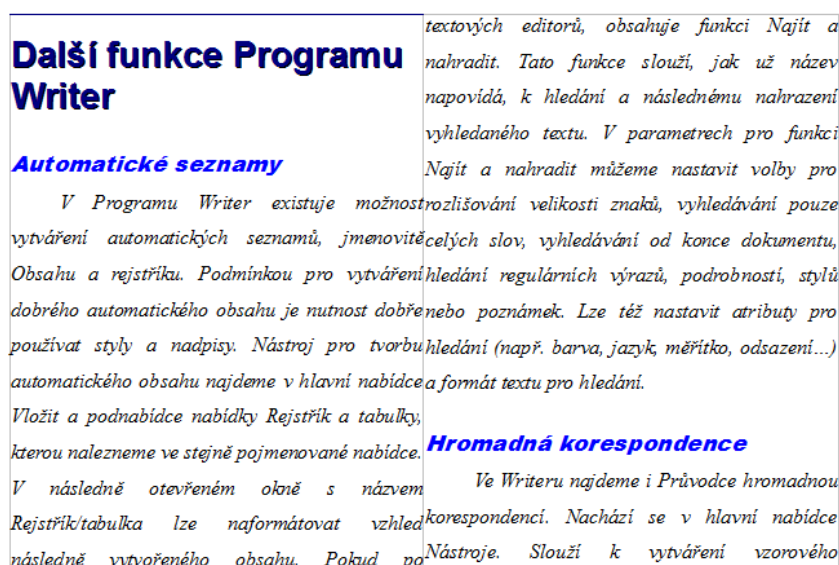 Další funkce Programu
Writer
Automatické seznamy
V Programu Writer existuje možnost
vytváření automatických seznamů, jmenovitě
Obsahu a rejstříku. Podmínkou pro vytváření
dobrého automatického obsahu je nutnost dobře
používat styly a nadpisy. Nástroj pro tvorbu
automatického obsahu najdeme v hlavní nabídce
Vložit a podnabídce nabídky Rejstřík a tabulky,
kterou nalezneme ve stejně pojmenované nabídce.
V následně otevřeném okně s názvem
Rejstřík/tabulka lze naformátovat vzhled
následně vytvořeného obsahu. Pokud po
textových editorů, obsahuje funkci Najít a
nahradit. Tato funkce slouží, jak už název
napovídá, k hledání a následnému nahrazení
vyhledaného textu. V parametrech pro funkci
Najít a nahradit můžeme nastavit volby pro
rozlišování velikosti znaků, vyhledávání pouze
celých slov, vyhledávání od konce dokumentu,
hledání regulárních výrazů, podrobností, stylů
nebo poznámek. Lze též nastavit atributy pro
hledání (např. barva, jazyk, měřítko, odsazení...)
a formát textu pro hledání.
Hromadná korespondence
Ve Writeru najdeme i Průvodce hromadnou
korespondencí. Nachází se v hlavní nabídce
Nástroje. Slouží k vytváření vzorového